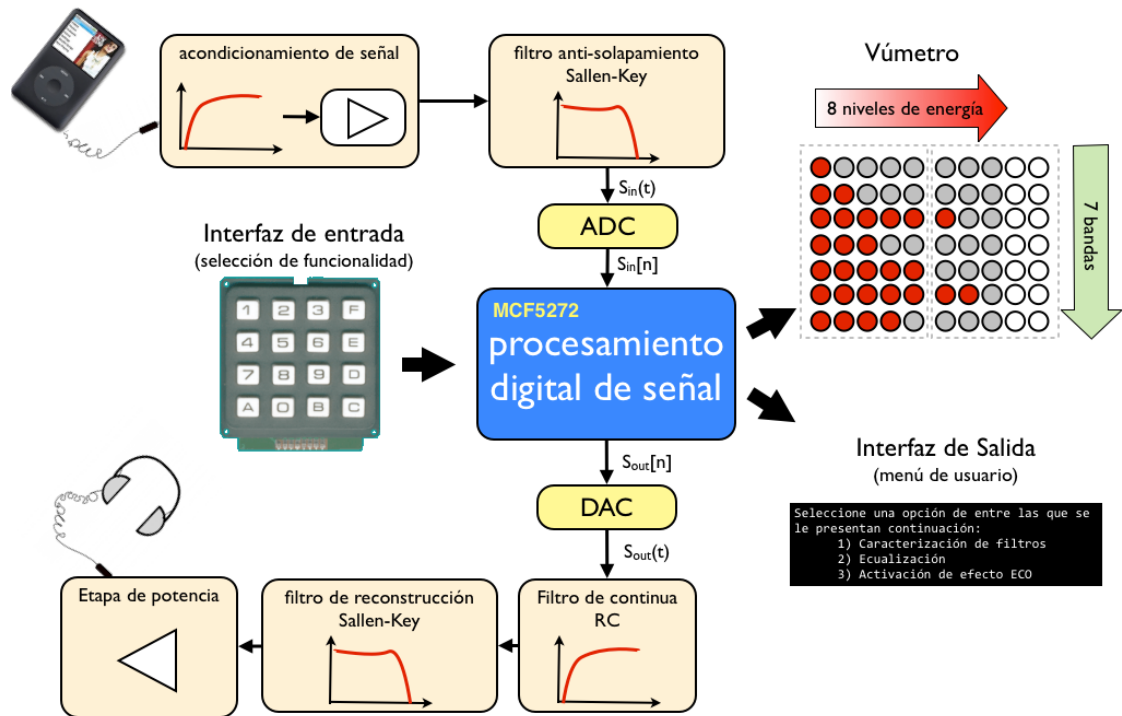 acondicionamiento de señal
filtro anti-solapamiento
Sallen-Key
Vúmetro
8 niveles de energía
7 bandas
Sin(t)
ADC
Sin[n]
Interfaz de entrada
(selección de funcionalidad)
1 2 3 F
4 5 6 E
7 8 9 D
A 0 B C
MCF5272
procesamiento
digital de señal
Sout[n]
DAC
Sout(t)
Interfaz de Salida
(menú de usuario)
Seleccione una opción de entre las que se
le presentan continuación:
1) Caracterización de filtros
2) Ecualización
3) Activación de efecto ECO
Etapa de potencia
filtro de reconstrucción
Sallen-Key
Filtro de continua
RC